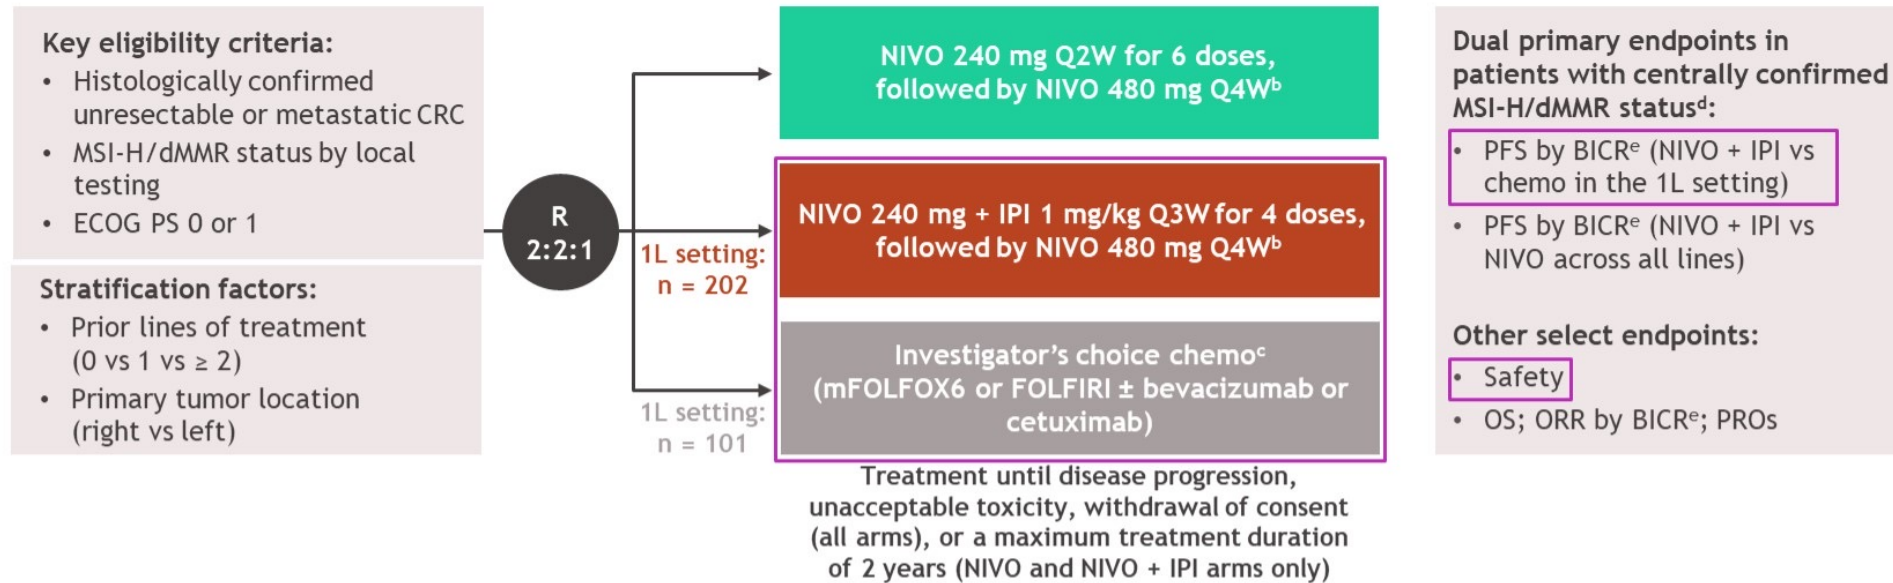 Key eligibility criteria:
• Histologically confirmed
unresectable or metastatic CRC
• MSI-H/dMMR status by local
testing
• ECOG PS 0 or 1
Stratification factors:
• Prior lines of treatment
(0 vs 1 vs ≥ 2)
• Primary tumor location
(right vs left)
R
2:2:1
NIVO 240 mg Q2W for 6 doses,
followed by NIVO 480 mg Q4Wᵇ
1L setting:
n = 202
NIVO 240 mg + IPI 1 mg/kg Q3W for 4 doses,
followed by NIVO 480 mg Q4Wᵇ
1L setting:
n = 101
Investigator’s choice chemoᶜ
(mFOLFOX6 or FOLFIRI ± bevacizumab or
cetuximab)
Treatment until disease progression,
unacceptable toxicity, withdrawal of consent
(all arms), or a maximum treatment duration
of 2 years (NIVO and NIVO + IPI arms only)
Dual primary endpoints in
patients with centrally confirmed
MSI-H/dMMR statusᵈ:
• PFS by BICRᵉ (NIVO + IPI vs
chemo in the 1L setting)
• PFS by BICRᵉ (NIVO + IPI vs
NIVO across all lines)
Other select endpoints:
• Safety
• OS; ORR by BICRᵉ; PROs